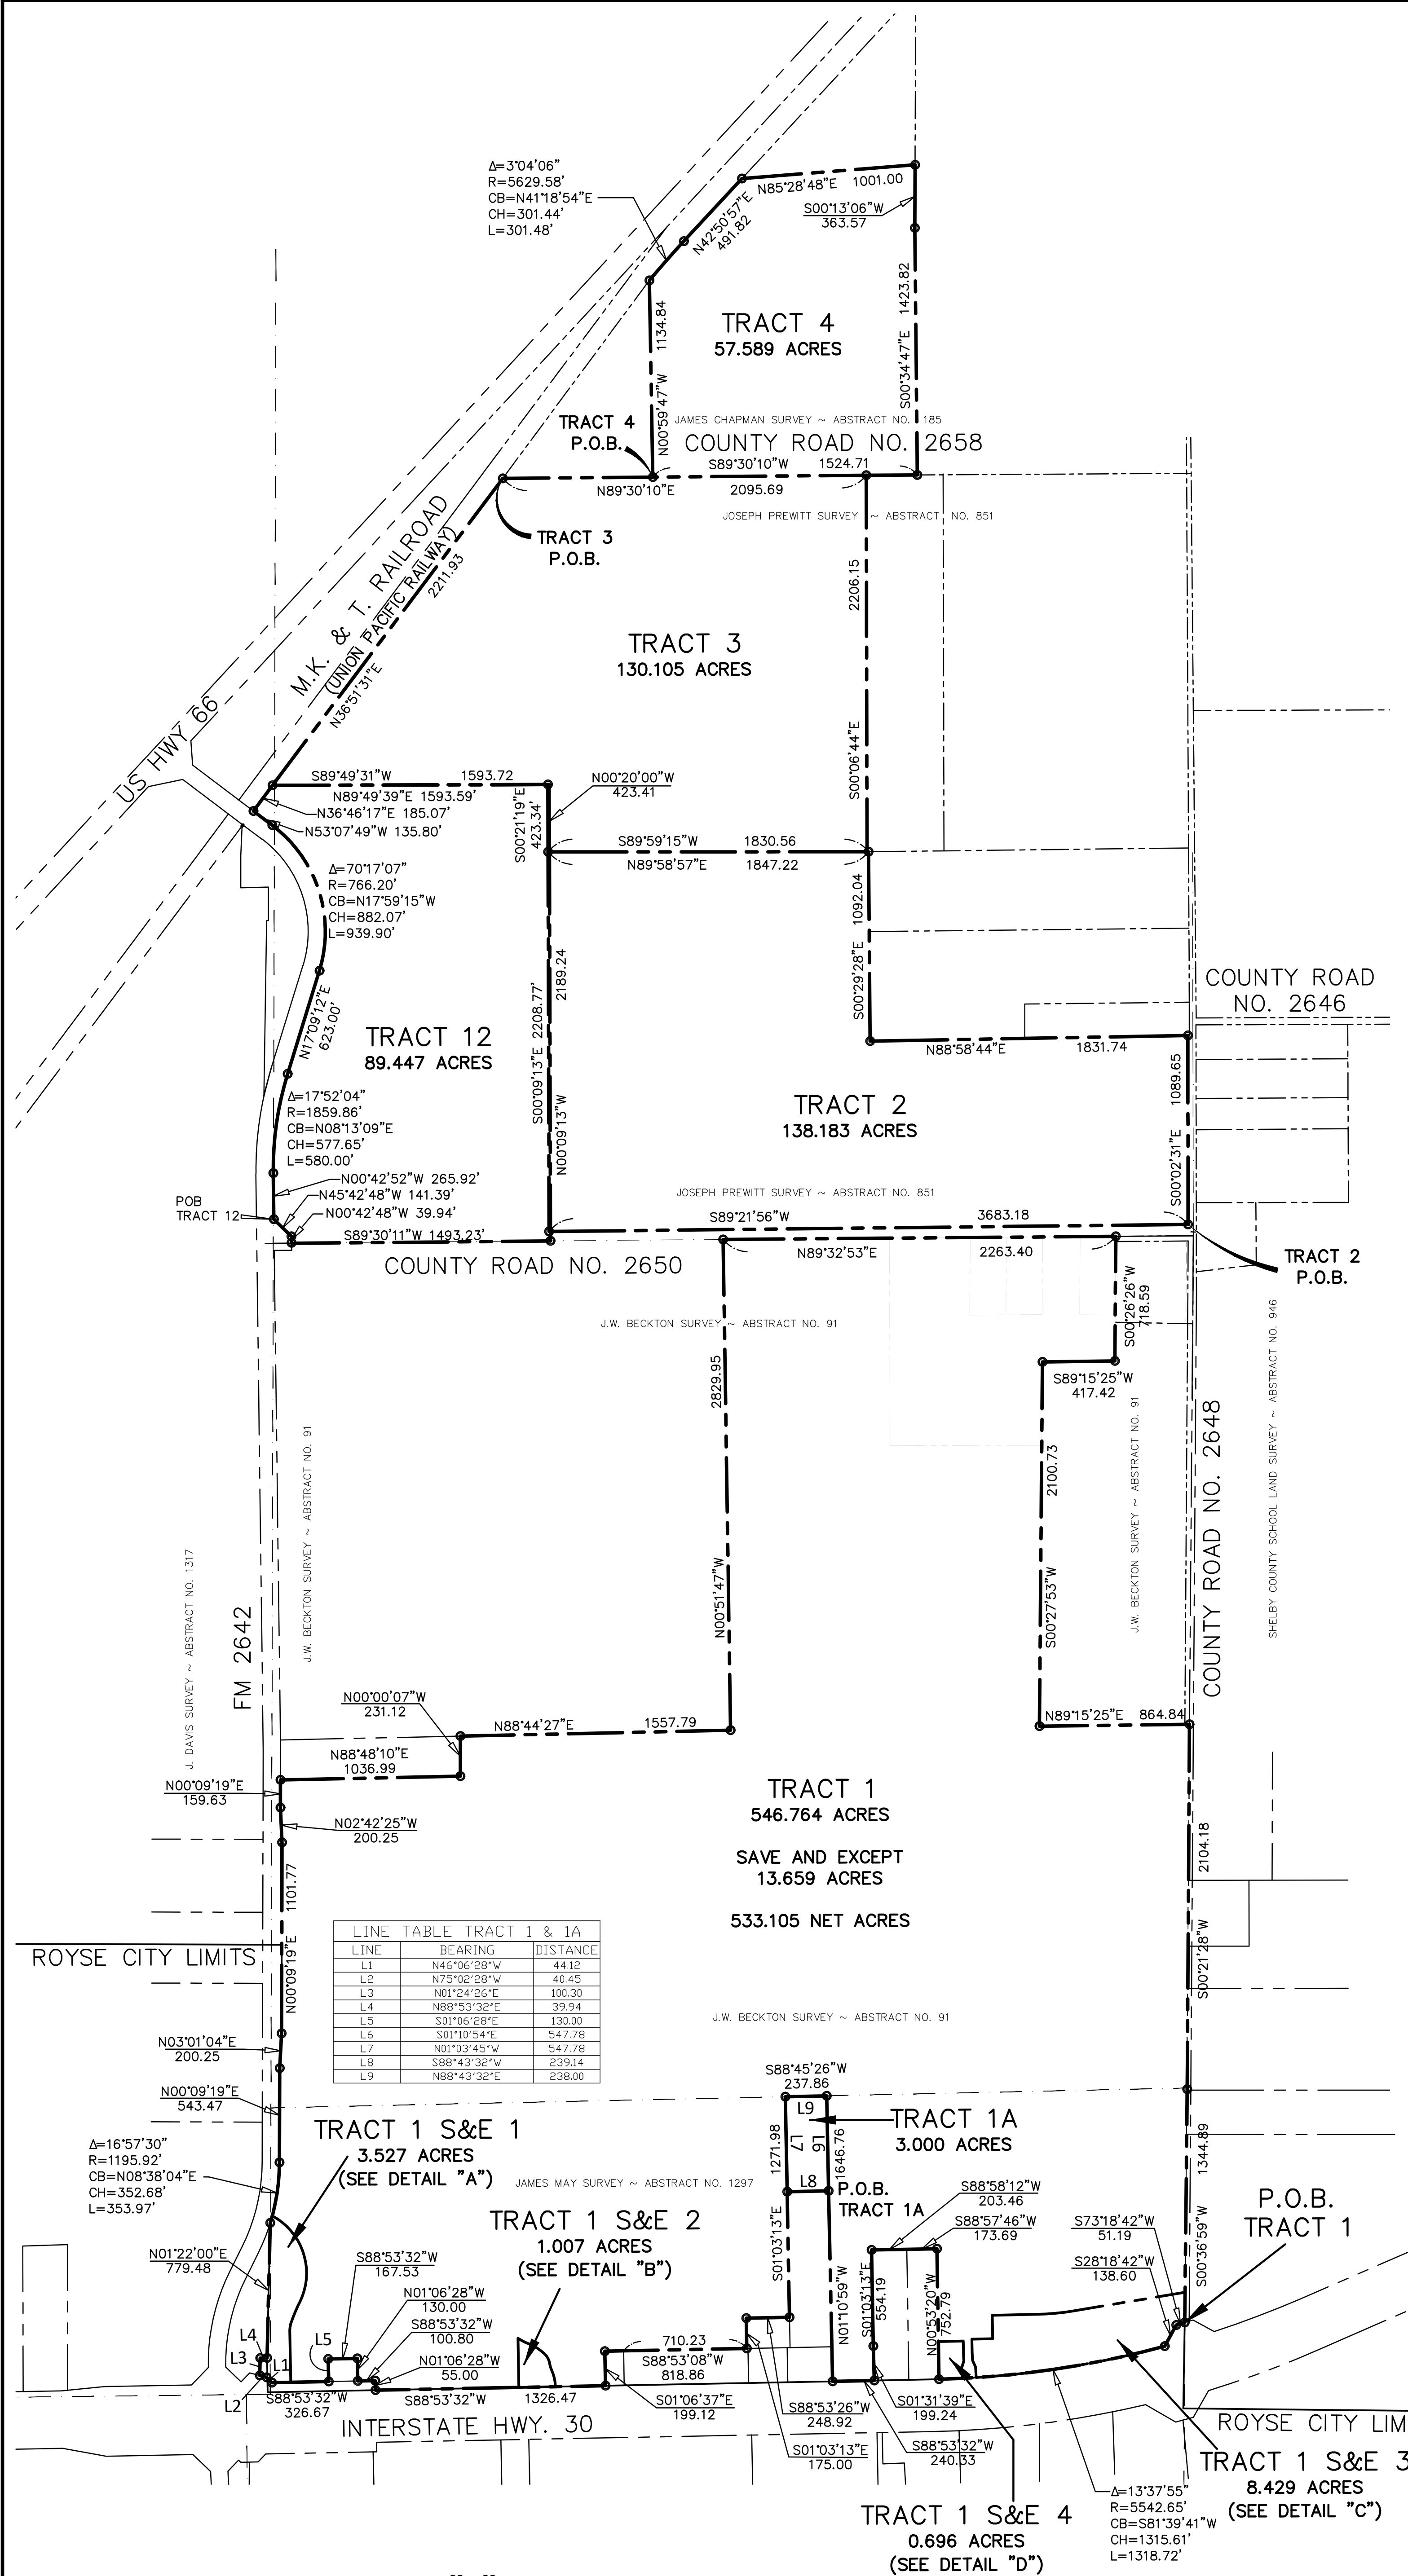 Δ=3°04'06"
R=5629.58'
CB=N41°18'54"E
CH=301.44'
L=301.48'
N85°28'48"E 1001.00
S00°13'06"W
363.57
N42°50'57"E
491.82
1134.84
N00°59'47"W
TRACT 4
57.589 ACRES
1423.82
S00°34'47"E
TRACT 4
P.O.B.
JAMES CHAPMAN SURVEY ~ ABSTRACT NO. 185
COUNTY ROAD NO. 2658
S89°30'10"W 1524.71
N89°30'10"E 2095.69
JOSEPH PREWITT SURVEY ~ ABSTRACT NO. 851
TRACT 3
P.O.B.
M.K. & T. RAILROAD
(UNION PACIFIC RAILWAY)
2211.93
N36°51'31"E
2206.15
S00°06'44"E
TRACT 3
130.105 ACRES
US HWY 66
S89°49'31"W 1593.72
N89°49'39"E 1593.59'
N36°46'17"E 185.07'
N53°07'49"W 135.80'
N00°20'00"W
423.41
S00°21'19"E
423.34'
S89°59'15"W 1830.56
N89°58'57"E 1847.22
Δ=70°17'07"
R=766.20'
CB=N17°59'15"W
CH=882.07'
L=939.90'
1092.04
S00°29'28"E
2189.24
S00°09'13"E 2208.77'
N00°09'13"W
N17°09'12"E
623.00'
TRACT 12
89.447 ACRES
COUNTY ROAD
NO. 2646
N88°58'44"E 1831.74
1089.65
S00°02'31"E
Δ=17°52'04"
R=1859.86'
CB=N08°13'09"E
CH=577.65'
L=580.00'
TRACT 2
138.183 ACRES
N00°42'52"W 265.92'
N45°42'48"W 141.39'
N00°42'48"W 39.94'
POB
TRACT 12
S89°30'11"W 1493.23'
JOSEPH PREWITT SURVEY ~ ABSTRACT NO. 851
S89°21'56"W 3683.18
N89°32'53"E 2263.40
COUNTY ROAD NO. 2650
TRACT 2
P.O.B.
J.W. BECKTON SURVEY ~ ABSTRACT NO. 91
S00°26'26"W
718.59
S89°15'25"W
417.42
2829.95
N00°51'47"W
2100.73
S00°27'53"W
J.W. BECKTON SURVEY ~ ABSTRACT NO. 91
J.W. BECKTON SURVEY ~ ABSTRACT NO. 91
COUNTY ROAD NO. 2648
SHELBY COUNTY SCHOOL LAND SURVEY ~ ABSTRACT NO. 946
J. DAVIS SURVEY ~ ABSTRACT NO. 1317
FM 2642
N00°00'07"W
231.12
N88°44'27"E 1557.79
N89°15'25"E 864.84
N88°48'10"E
1036.99
N00°09'19"E
159.63
N02°42'25"W
200.25
1101.77
N00°09'19"E
TRACT 1
546.764 ACRES
SAVE AND EXCEPT
13.659 ACRES
533.105 NET ACRES
2104.18
S00°21'28"W
ROYSE CITY LIMITS
LINE TABLE TRACT 1 & 1A
LINE BEARING DISTANCE
L1 N46°06'28"W 44.12
L2 N75°02'28"W 40.45
L3 N01°24'26"E 100.30
L4 N88°53'32"E 39.94
L5 S01°06'28"E 130.00
L6 S01°10'54"E 547.78
L7 N01°03'45"W 547.78
L8 S88°43'32"W 239.14
L9 N88°43'32"E 238.00
J.W. BECKTON SURVEY ~ ABSTRACT NO. 91
N03°01'04"E
200.25
N00°09'19"E
543.47
S88°45'26"W
237.86
L9
L7
L6
L8
1271.98
S01°03'13"E
1646.76
N01°10'59"W
TRACT 1A
3.000 ACRES
P.O.B.
TRACT 1A
1344.89
S00°36'59"W
TRACT 1 S&E 1
3.527 ACRES
(SEE DETAIL "A")
Δ=16°57'30"
R=1195.92'
CB=N08°38'04"E
CH=352.68'
L=353.97'
JAMES MAY SURVEY ~ ABSTRACT NO. 1297
TRACT 1 S&E 2
1.007 ACRES
(SEE DETAIL "B")
S88°58'12"W
203.46
S88°57'46"W
173.69
S73°18'42"W
51.19
S28°18'42"W
138.60
P.O.B.
TRACT 1
N01°22'00"E
779.48
S88°53'32"W
167.53
N01°06'28"W
130.00
S88°53'32"W
100.80
N01°06'28"W
55.00
L4
L3
L5
L1
L2
S88°53'32"W
326.67
S88°53'32"W 1326.47
710.23
S88°53'08"W
818.86
S01°06'37"E
199.12
S01°03'13"E
554.19
N00°53'20"W
752.79
S88°53'26"W
248.92
S01°03'13"E
175.00
S01°31'39"E
199.24
S88°53'32"W
240.33
INTERSTATE HWY. 30
ROYSE CITY LIM
TRACT 1 S&E 3
8.429 ACRES
(SEE DETAIL "C")
TRACT 1 S&E 4
0.696 ACRES
(SEE DETAIL "D")
Δ=13°37'55"
R=5542.65'
CB=S81°39'41"W
CH=1315.61'
L=1318.72'